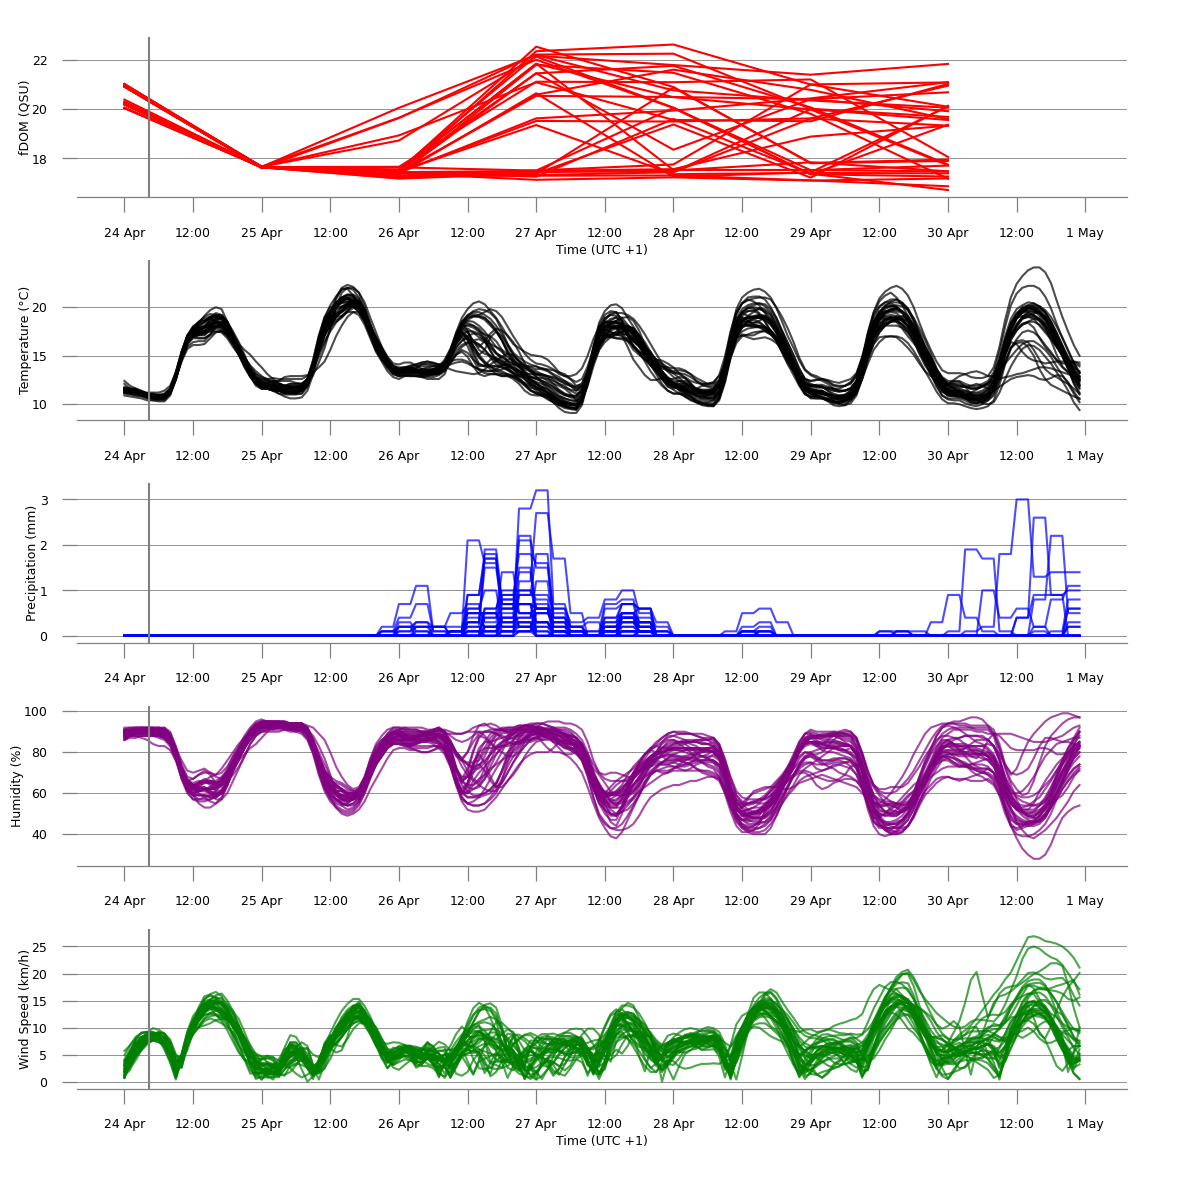 fDOM (QSU)
22
20
18
24 Apr 12:00 25 Apr 12:00 26 Apr 12:00 27 Apr 12:00 28 Apr 12:00 29 Apr 12:00 30 Apr 12:00 1 May
Time (UTC +1)
Temperature (°C)
20
15
10
24 Apr 12:00 25 Apr 12:00 26 Apr 12:00 27 Apr 12:00 28 Apr 12:00 29 Apr 12:00 30 Apr 12:00 1 May
Precipitation (mm)
3
2
1
0
24 Apr 12:00 25 Apr 12:00 26 Apr 12:00 27 Apr 12:00 28 Apr 12:00 29 Apr 12:00 30 Apr 12:00 1 May
Humidity (%)
100
80
60
40
24 Apr 12:00 25 Apr 12:00 26 Apr 12:00 27 Apr 12:00 28 Apr 12:00 29 Apr 12:00 30 Apr 12:00 1 May
Wind Speed (km/h)
25
20
15
10
5
0
24 Apr 12:00 25 Apr 12:00 26 Apr 12:00 27 Apr 12:00 28 Apr 12:00 29 Apr 12:00 30 Apr 12:00 1 May
Time (UTC +1)